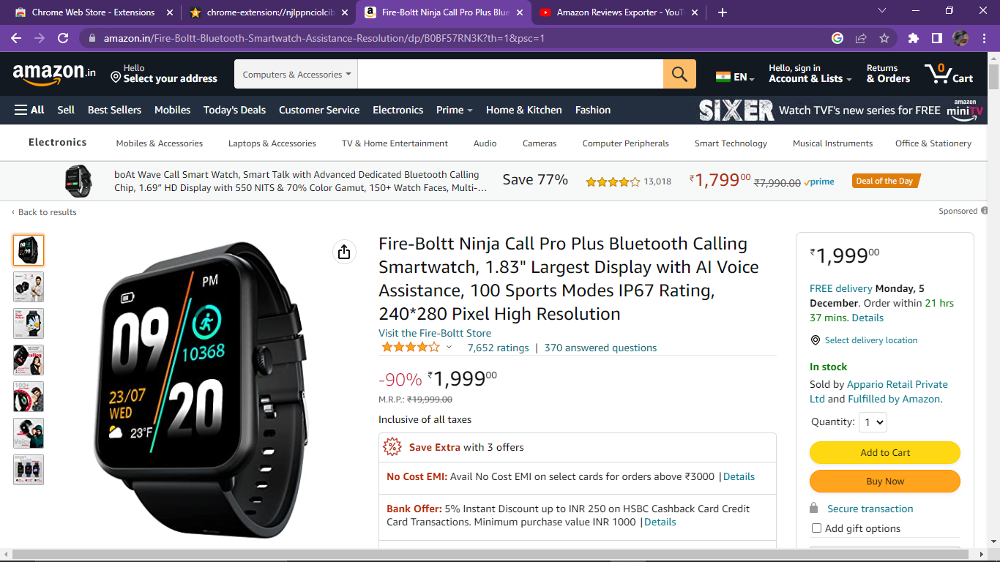 Chrome Web Store - Extensions
chrome-extension://njlppnciolcib
Fire-Boltt Ninja Call Pro Plus Blue
Amazon Reviews Exporter - YouT
amazon.in/Fire-Boltt-Bluetooth-Smartwatch-Assistance-Resolution/dp/B0BF57RN3K?th=1&psc=1
amazon.in
Hello
Select your address
Computers & Accessories
EN
Hello, sign in
Account & Lists
Returns
& Orders
0
Cart
All
Sell
Best Sellers
Mobiles
Today's Deals
Customer Service
Electronics
Prime
Home & Kitchen
Fashion
SIXER
Watch TVF's new series for FREE
amazon
miniTV
Electronics
Mobiles & Accessories
Laptops & Accessories
TV & Home Entertainment
Audio
Cameras
Computer Peripherals
Smart Technology
Musical Instruments
Office & Stationery
boAt Wave Call Smart Watch, Smart Talk with Advanced Dedicated Bluetooth Calling
Chip, 1.69” HD Display with 550 NITS & 70% Color Gamut, 150+ Watch Faces, Multi-...
Save 77%
13,018
₹1,79900
₹7,990.00
prime
Deal of the Day
‹ Back to results
Sponsored
PM
09
10368
23/07
WED
20
23°F
Fire-Boltt Ninja Call Pro Plus Bluetooth Calling
Smartwatch, 1.83" Largest Display with AI Voice
Assistance, 100 Sports Modes IP67 Rating,
240*280 Pixel High Resolution
Visit the Fire-Boltt Store
7,652 ratings | 370 answered questions
-90% ₹1,99900
M.R.P.: ₹19,999.00
Inclusive of all taxes
Save Extra with 3 offers
No Cost EMI: Avail No Cost EMI on select cards for orders above ₹3000 |Details
Bank Offer: 5% Instant Discount up to INR 250 on HSBC Cashback Card Credit
Card Transactions. Minimum purchase value INR 1000 |Details
₹1,99900
FREE delivery Monday, 5
December. Order within 21 hrs
37 mins. Details
Select delivery location
In stock
Sold by Appario Retail Private
Ltd and Fulfilled by Amazon.
Quantity: 1
Add to Cart
Buy Now
Secure transaction
Add gift options